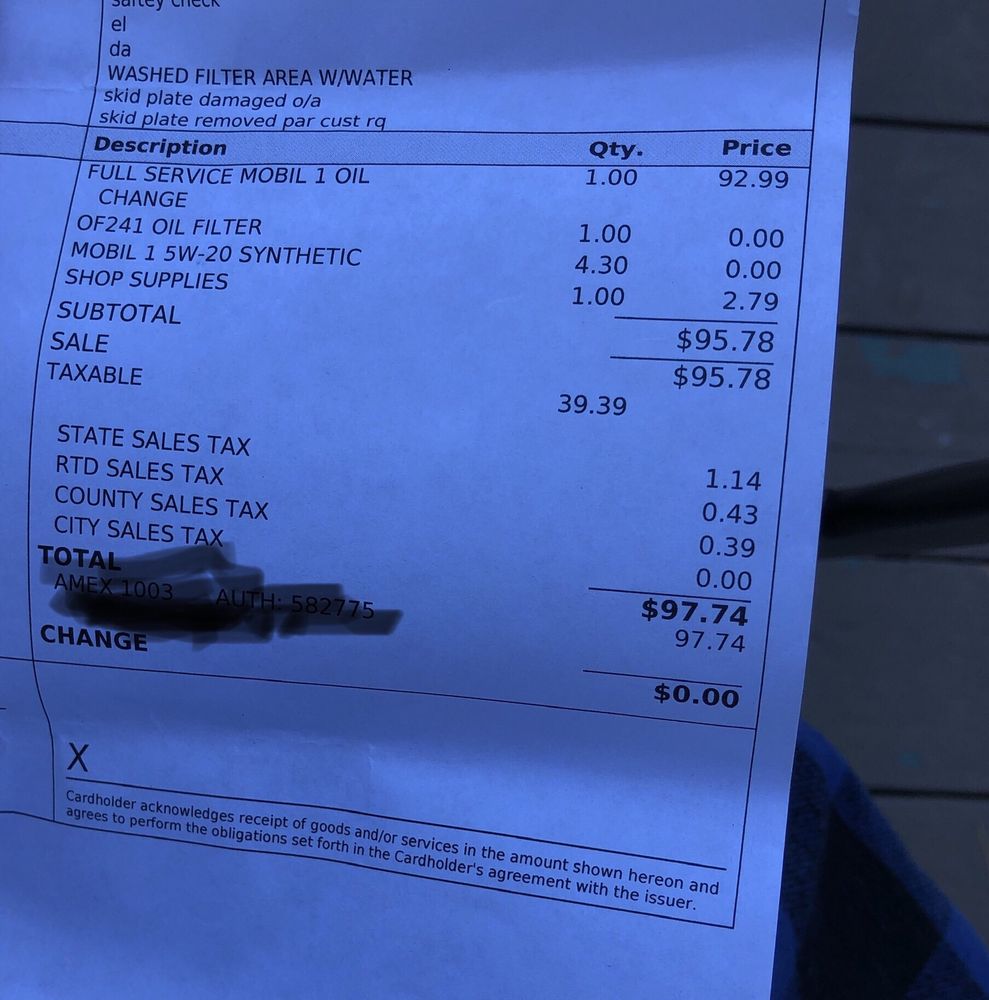 saftey check
el
da
WASHED FILTER AREA W/WATER
skid plate damaged o/a
skid plate removed par cust rq
Description Qty. Price
FULL SERVICE MOBIL 1 OIL 1.00 92.99
CHANGE
OF241 OIL FILTER 1.00 0.00
MOBIL 1 5W-20 SYNTHETIC 4.30 0.00
SHOP SUPPLIES 1.00 2.79
SUBTOTAL $95.78
SALE $95.78
TAXABLE 39.39
STATE SALES TAX 1.14
RTD SALES TAX 0.43
COUNTY SALES TAX 0.39
CITY SALES TAX 0.00
TOTAL $97.74
AMEX 1003 AUTH: 582775 97.74
CHANGE $0.00
X
Cardholder acknowledges receipt of goods and/or services in the amount shown hereon and
agrees to perform the obligations set forth in the Cardholder's agreement with the issuer.